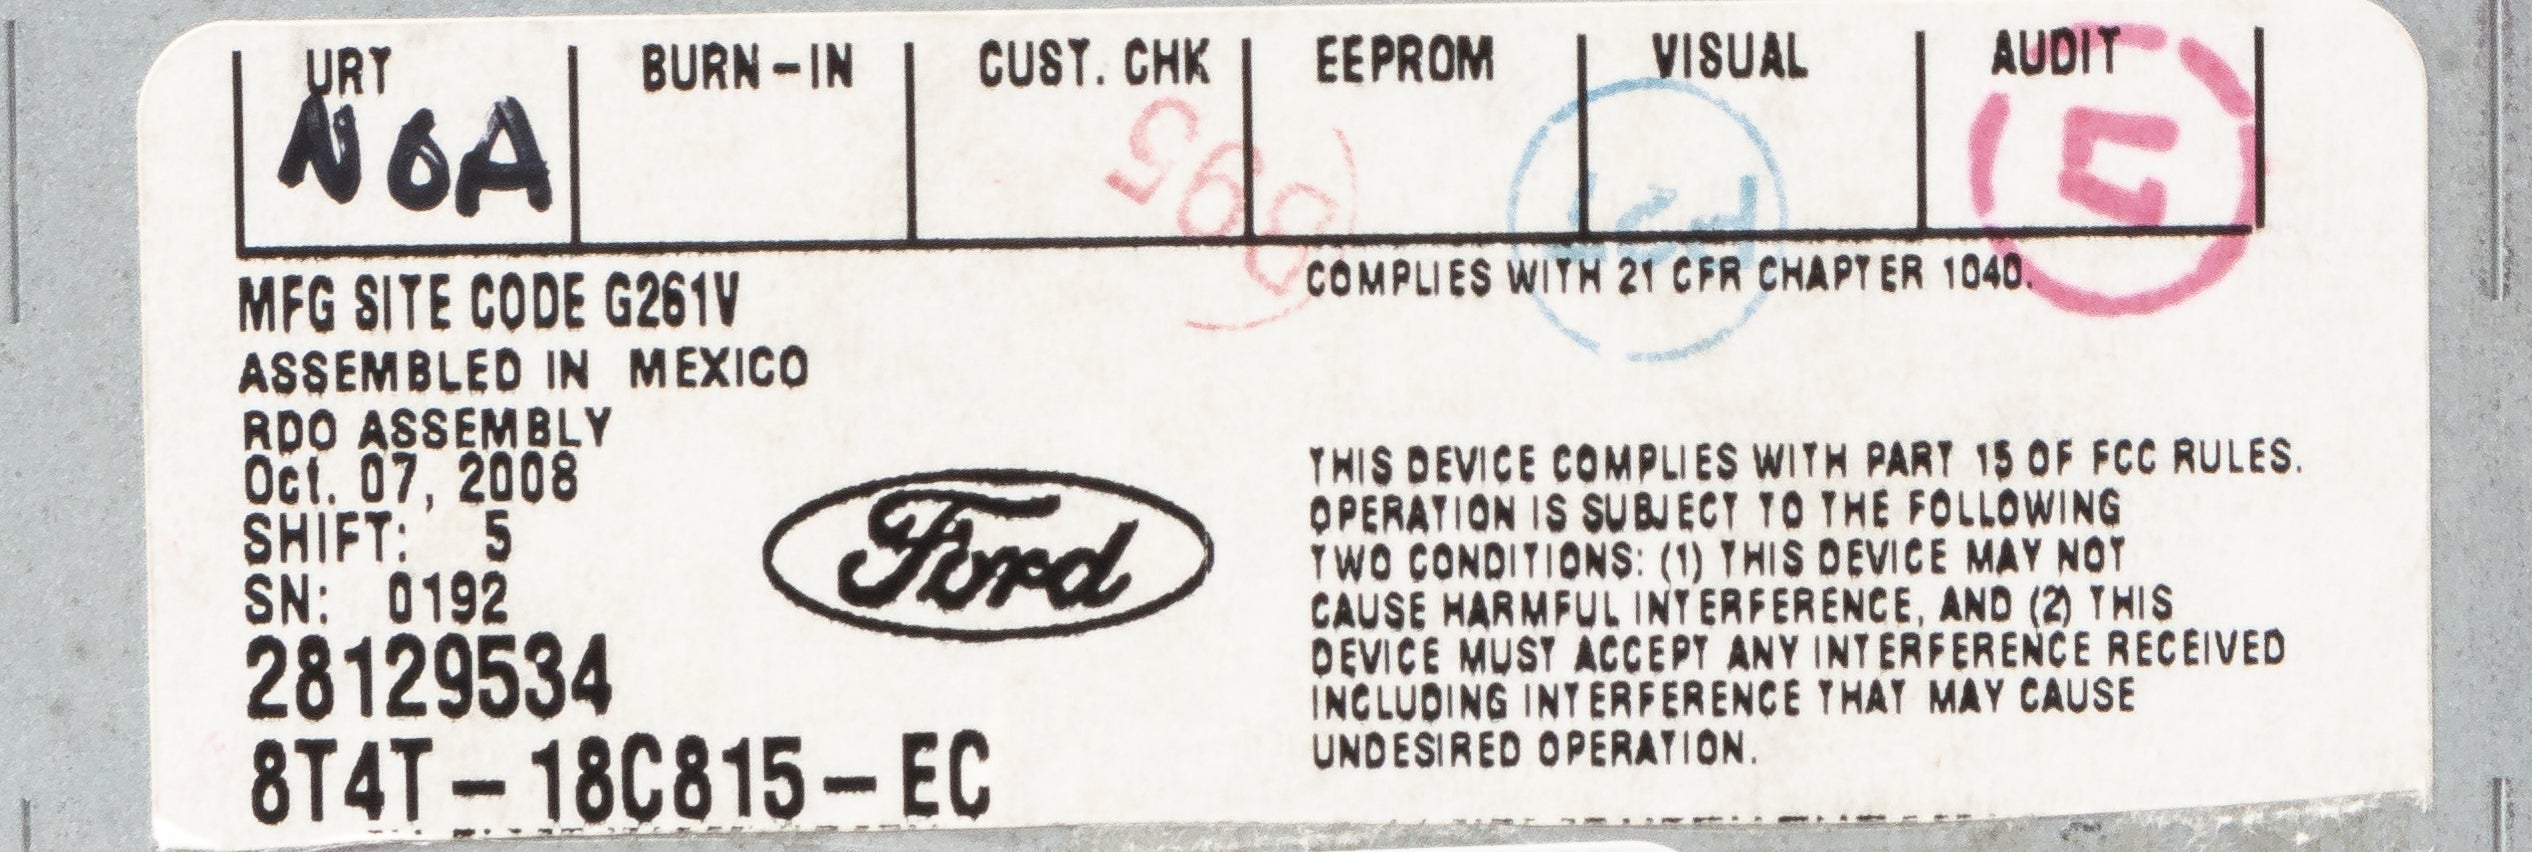 URT BURN-IN CUST. CHK EEPROM VISUAL AUDIT
N6A
895
MFG SITE CODE G261V
COMPLIES WITH 21 CFR CHAPTER 1040.
ASSEMBLED IN MEXICO
RDO ASSEMBLY
Oct. 07, 2008
SHIFT: 5
SN: 0192
28129534
8T4T-18C815-EC
Ford
THIS DEVICE COMPLIES WITH PART 15 OF FCC RULES.
OPERATION IS SUBJECT TO THE FOLLOWING
TWO CONDITIONS: (1) THIS DEVICE MAY NOT
CAUSE HARMFUL INTERFERENCE, AND (2) THIS
DEVICE MUST ACCEPT ANY INTERFERENCE RECEIVED
INCLUDING INTERFERENCE THAT MAY CAUSE
UNDESIRED OPERATION.